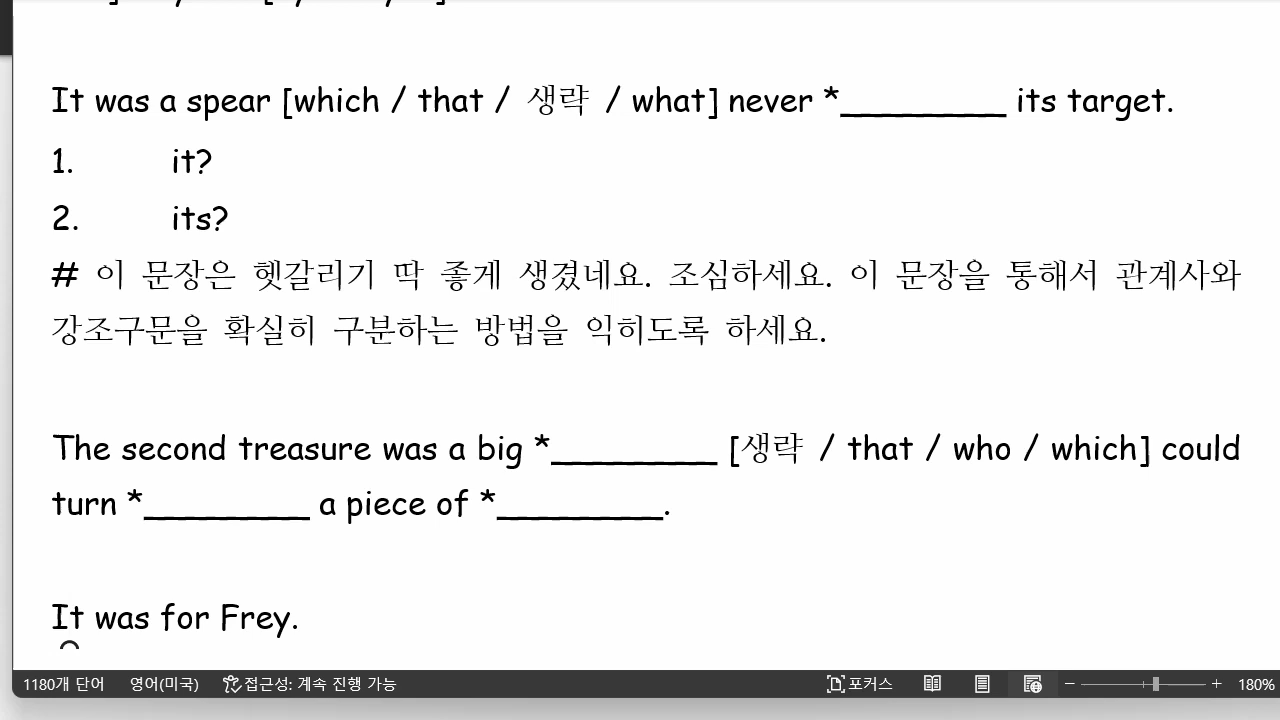 It was a spear [which / that / 생략 / what] never *________ its target.
1. it?
2. its?
# 이 문장은 헷갈리기 딱 좋게 생겼네요. 조심하세요. 이 문장을 통해서 관계사와
강조구문을 확실히 구분하는 방법을 익히도록 하세요.
The second treasure was a big *________ [생략 / that / who / which] could
turn *________ a piece of *________.
It was for Frey.
1180개 단어 영어(미국) 접근성: 계속 진행 가능 포커스 180%